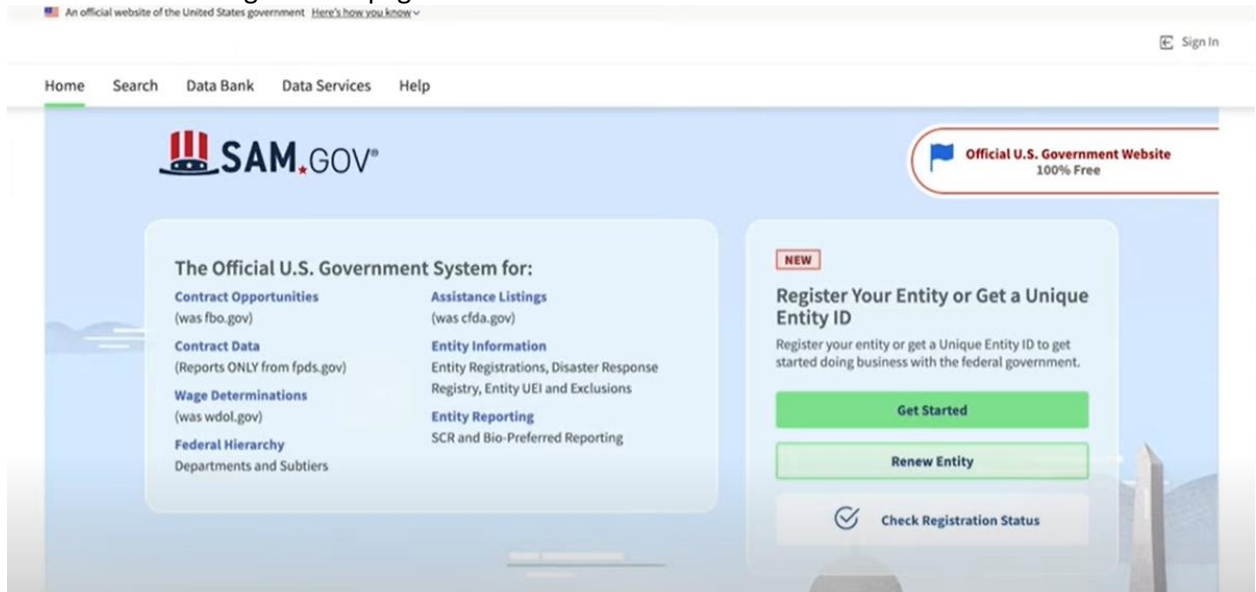 An official website of the United States government Here's how you know
Sign In
Home Search Data Bank Data Services Help
SAM.GOV®
Official U.S. Government Website
100% Free
The Official U.S. Government System for:
Contract Opportunities
(was fbo.gov)
Contract Data
(Reports ONLY from fpds.gov)
Wage Determinations
(was wdol.gov)
Federal Hierarchy
Departments and Subtiers
Assistance Listings
(was cfda.gov)
Entity Information
Entity Registrations, Disaster Response
Registry, Entity UEI and Exclusions
Entity Reporting
SCR and Bio-Preferred Reporting
NEW
Register Your Entity or Get a Unique
Entity ID
Register your entity or get a Unique Entity ID to get
started doing business with the federal government.
Get Started
Renew Entity
Check Registration Status